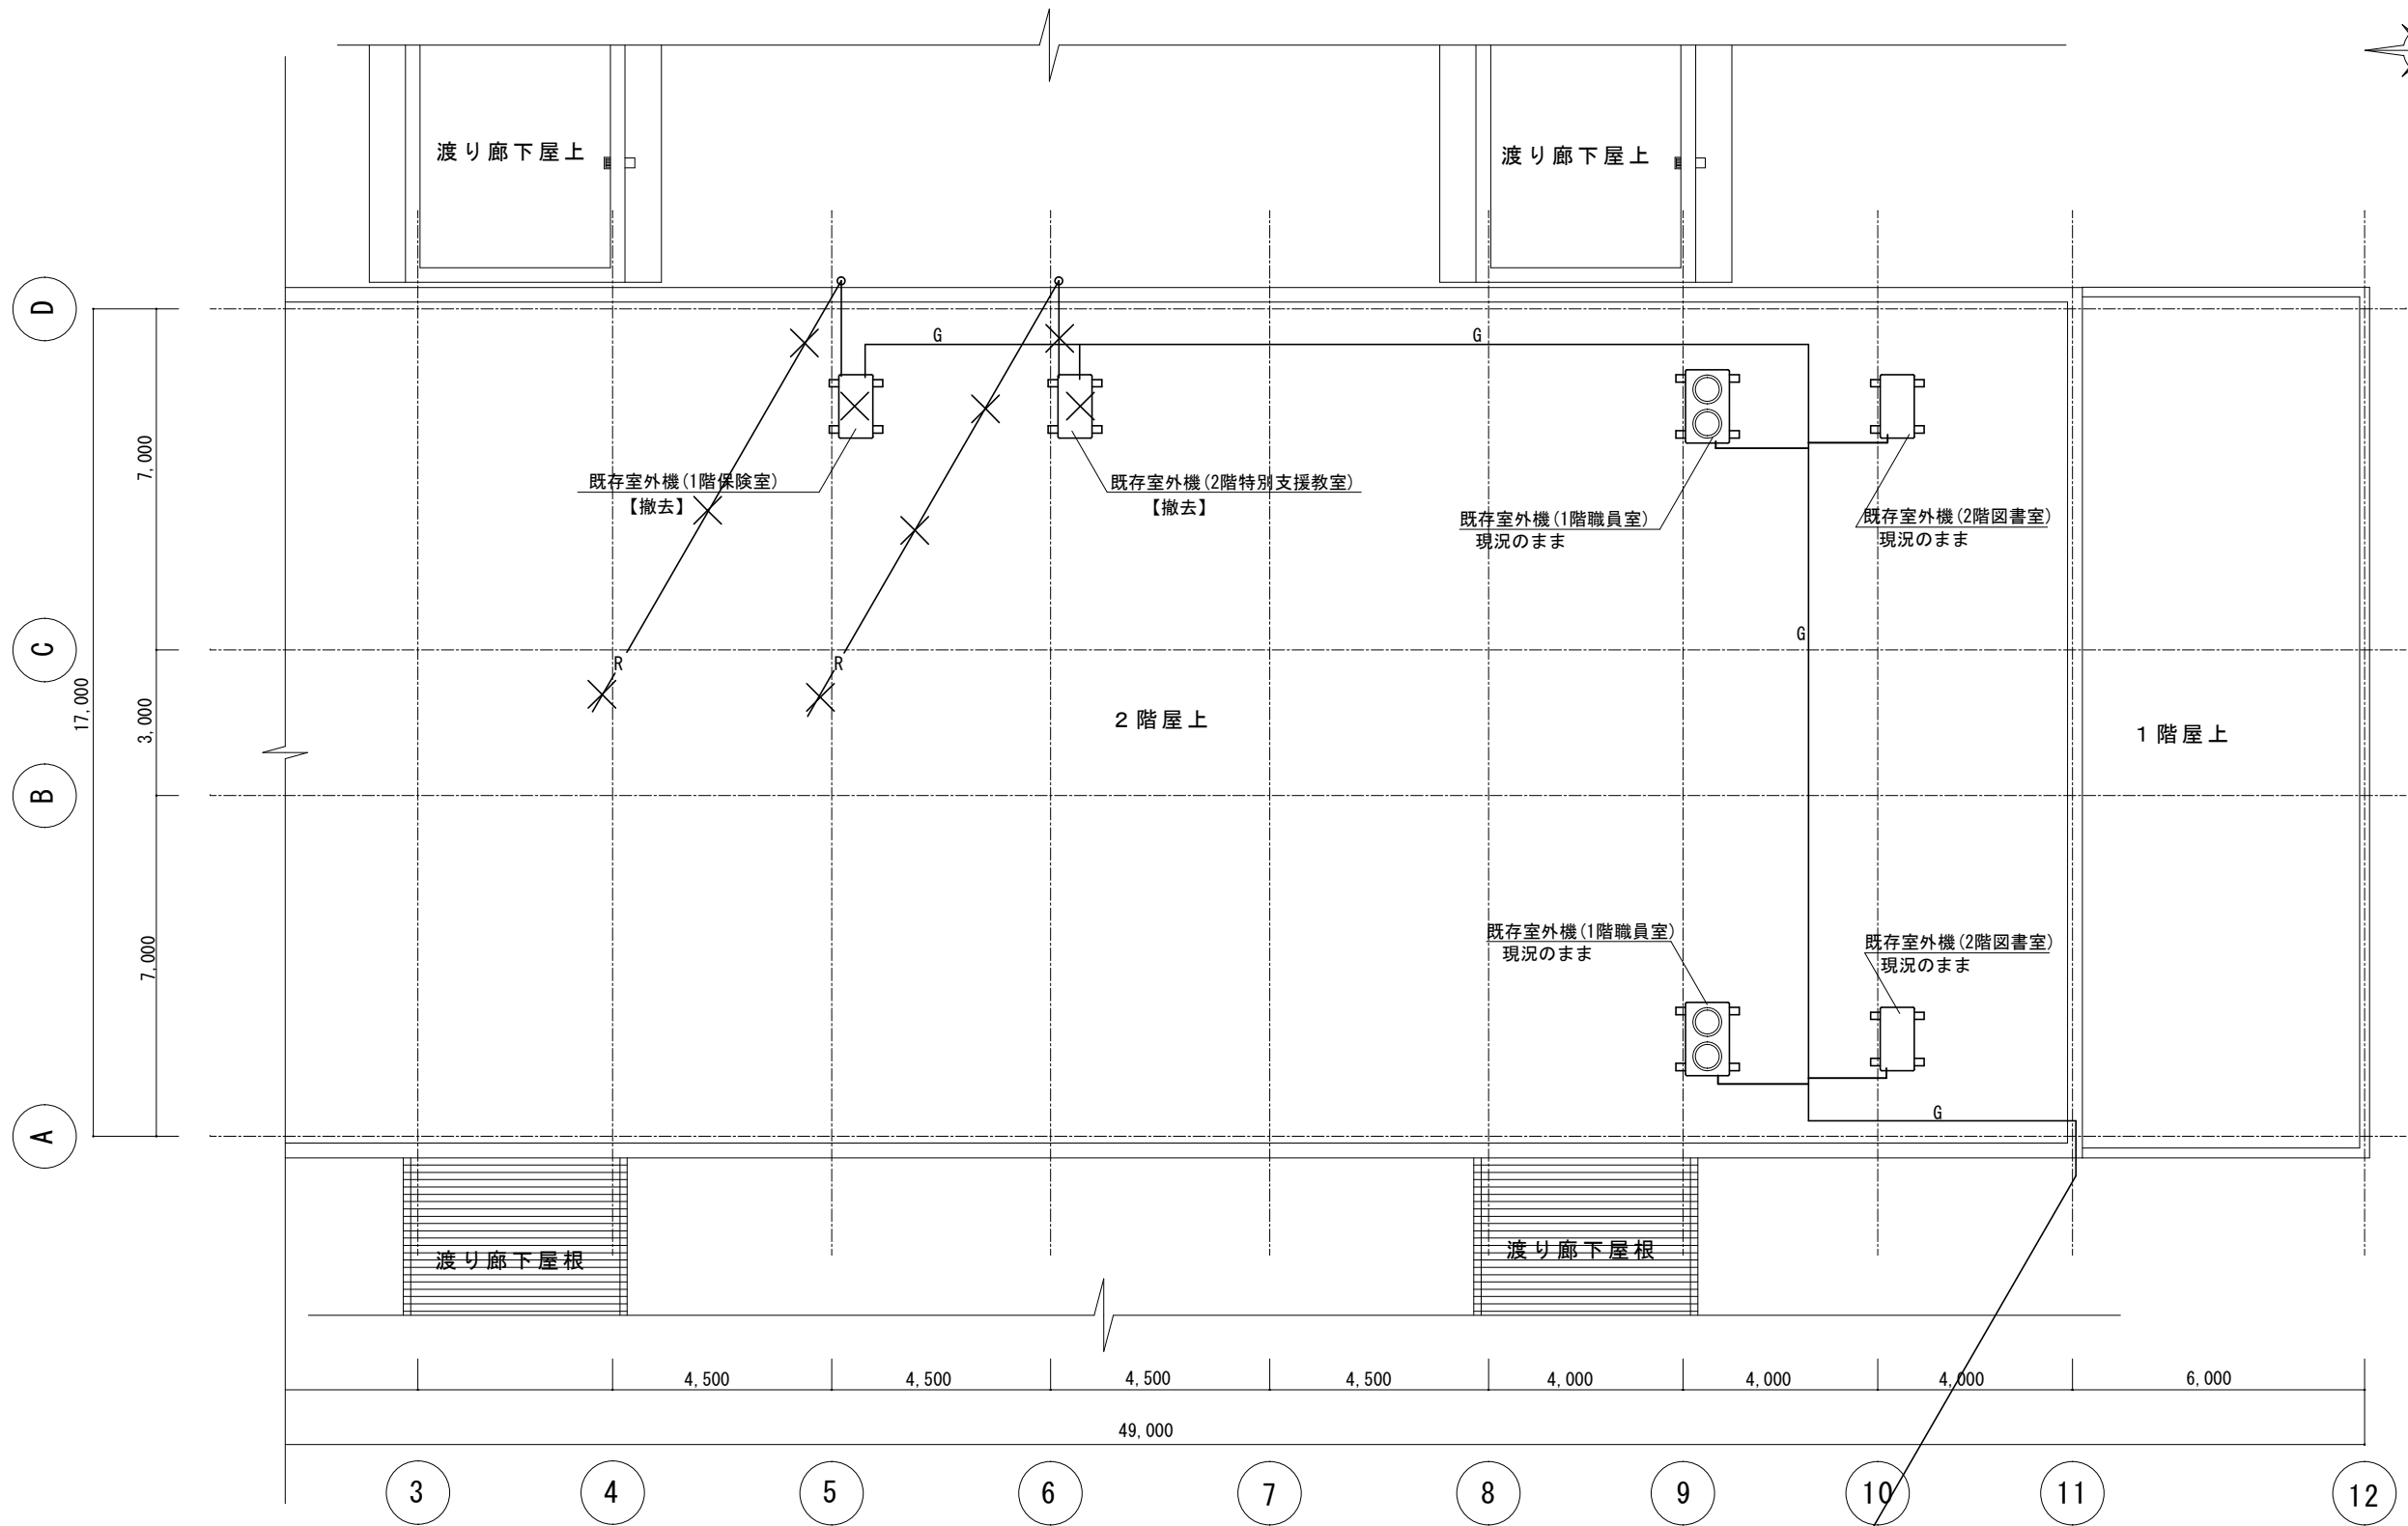 渡り廊下屋上
渡り廊下屋上
D
G
G
7,000
既存室外機(1階保険室)
【撤去】
既存室外機(2階特別支援教室)
【撤去】
既存室外機(1階職員室)
現況のまま
既存室外機(2階図書室)
現況のまま
C
G
R
R
17,000
3,000
2階屋上
1階屋上
B
7,000
既存室外機(1階職員室)
現況のまま
既存室外機(2階図書室)
現況のまま
A
G
渡り廊下屋根
渡り廊下屋根
4,500
4,500
4,500
4,500
4,000
4,000
4,000
6,000
49,000
3
4
5
6
7
8
9
10
11
12